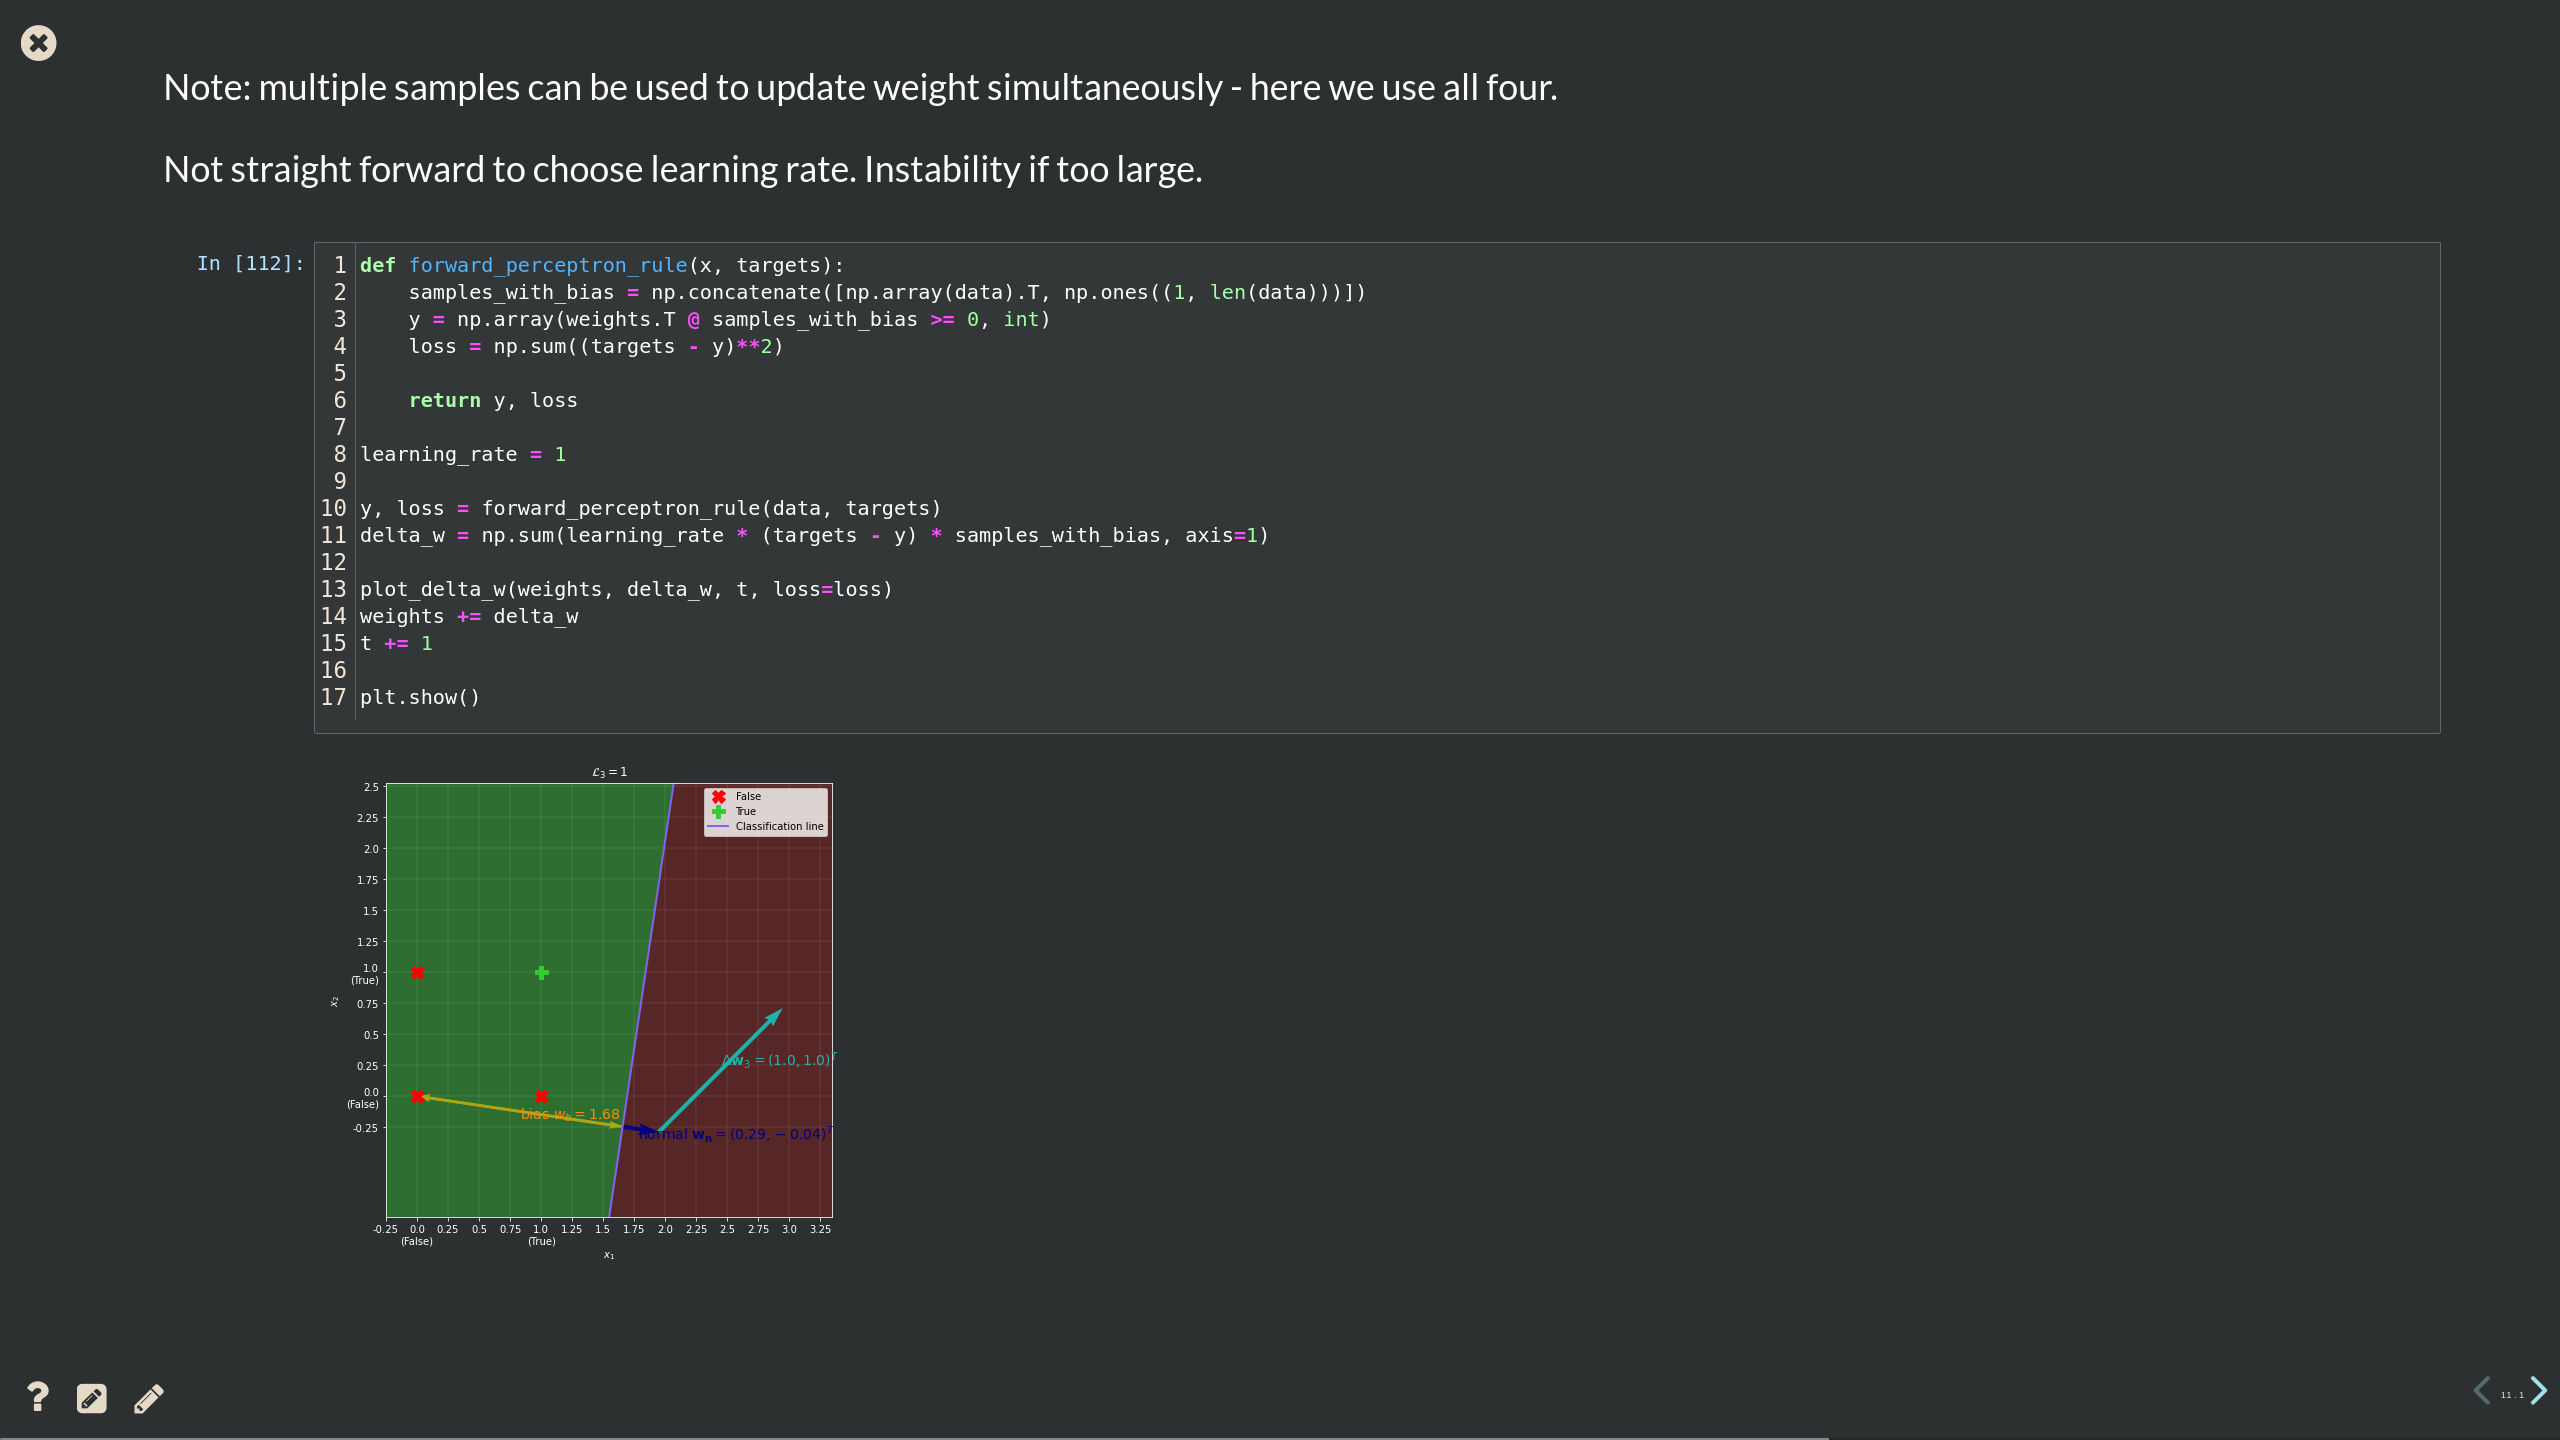 Note: multiple samples can be used to update weight simultaneously - here we use all four.
Not straight forward to choose learning rate. Instability if too large.
In [112]:
1 def forward_perceptron_rule(x, targets):
2     samples_with_bias = np.concatenate([np.array(data).T, np.ones((1, len(data)))])
3     y = np.array(weights.T @ samples_with_bias >= 0, int)
4     loss = np.sum((targets - y)**2)
5
6     return y, loss
7
8 learning_rate = 1
9
10 y, loss = forward_perceptron_rule(data, targets)
11 delta_w = np.sum(learning_rate * (targets - y) * samples_with_bias, axis=1)
12
13 plot_delta_w(weights, delta_w, t, loss=loss)
14 weights += delta_w
15 t += 1
16
17 plt.show()
ℒ₃ = 1
False
True
Classification line
2.5
2.25
2.0
1.75
1.5
1.25
1.0
(True)
0.75
0.5
0.25
0.0
(False)
-0.25
x₂
Δw₃ = (1.0, 1.0)ᵀ
bias w_b = 1.68
normal wₙ = (0.29, − 0.04)ᵀ
-0.25 0.0 0.25 0.5 0.75 1.0 1.25 1.5 1.75 2.0 2.25 2.5 2.75 3.0 3.25
(False) (True)
x₁
?
11 . 1